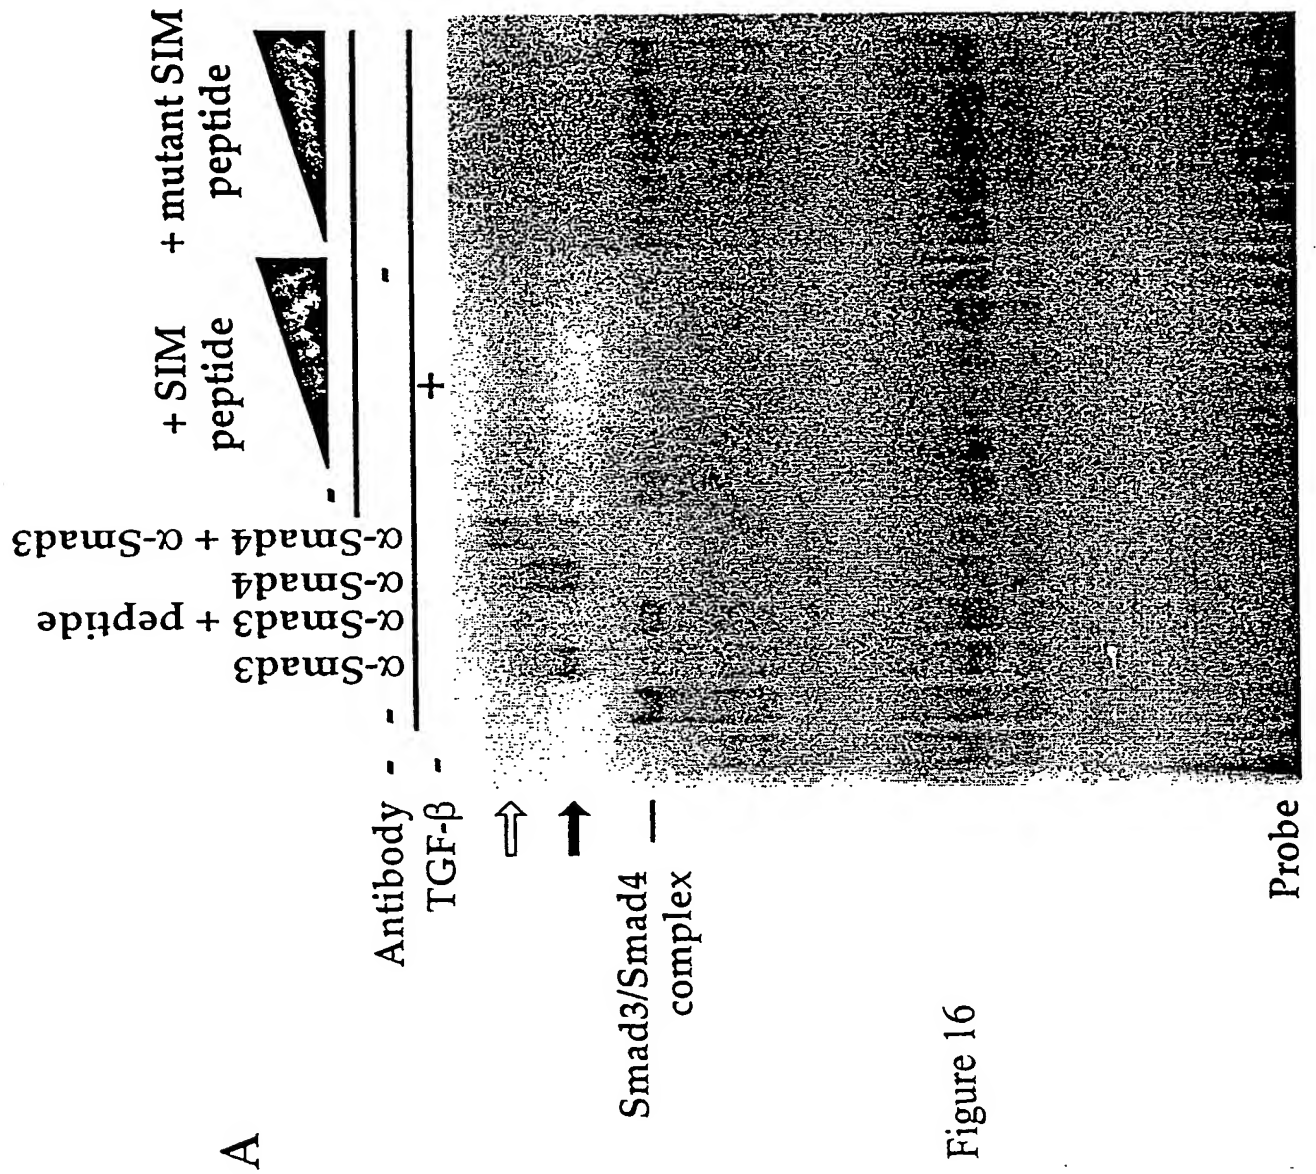 A
+ SIM
peptide
+ mutant SIM
peptide
Antibody - - α-Smad3 α-Smad3 + peptide α-Smad4 α-Smad4 + α-Smad3 - -
TGF-β - +
Smad3/Smad4
complex
Probe
Figure 16